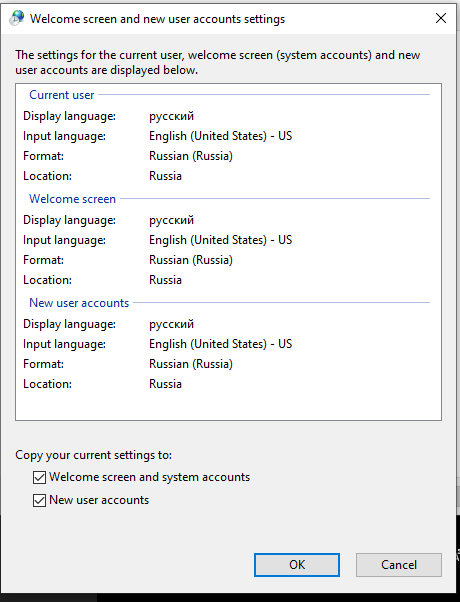 Welcome screen and new user accounts settings
The settings for the current user, welcome screen (system accounts) and new
user accounts are displayed below.
Current user
Display language: русский
Input language: English (United States) - US
Format: Russian (Russia)
Location: Russia
Welcome screen
Display language: русский
Input language: English (United States) - US
Format: Russian (Russia)
Location: Russia
New user accounts
Display language: русский
Input language: English (United States) - US
Format: Russian (Russia)
Location: Russia
Copy your current settings to:
Welcome screen and system accounts
New user accounts
OK Cancel